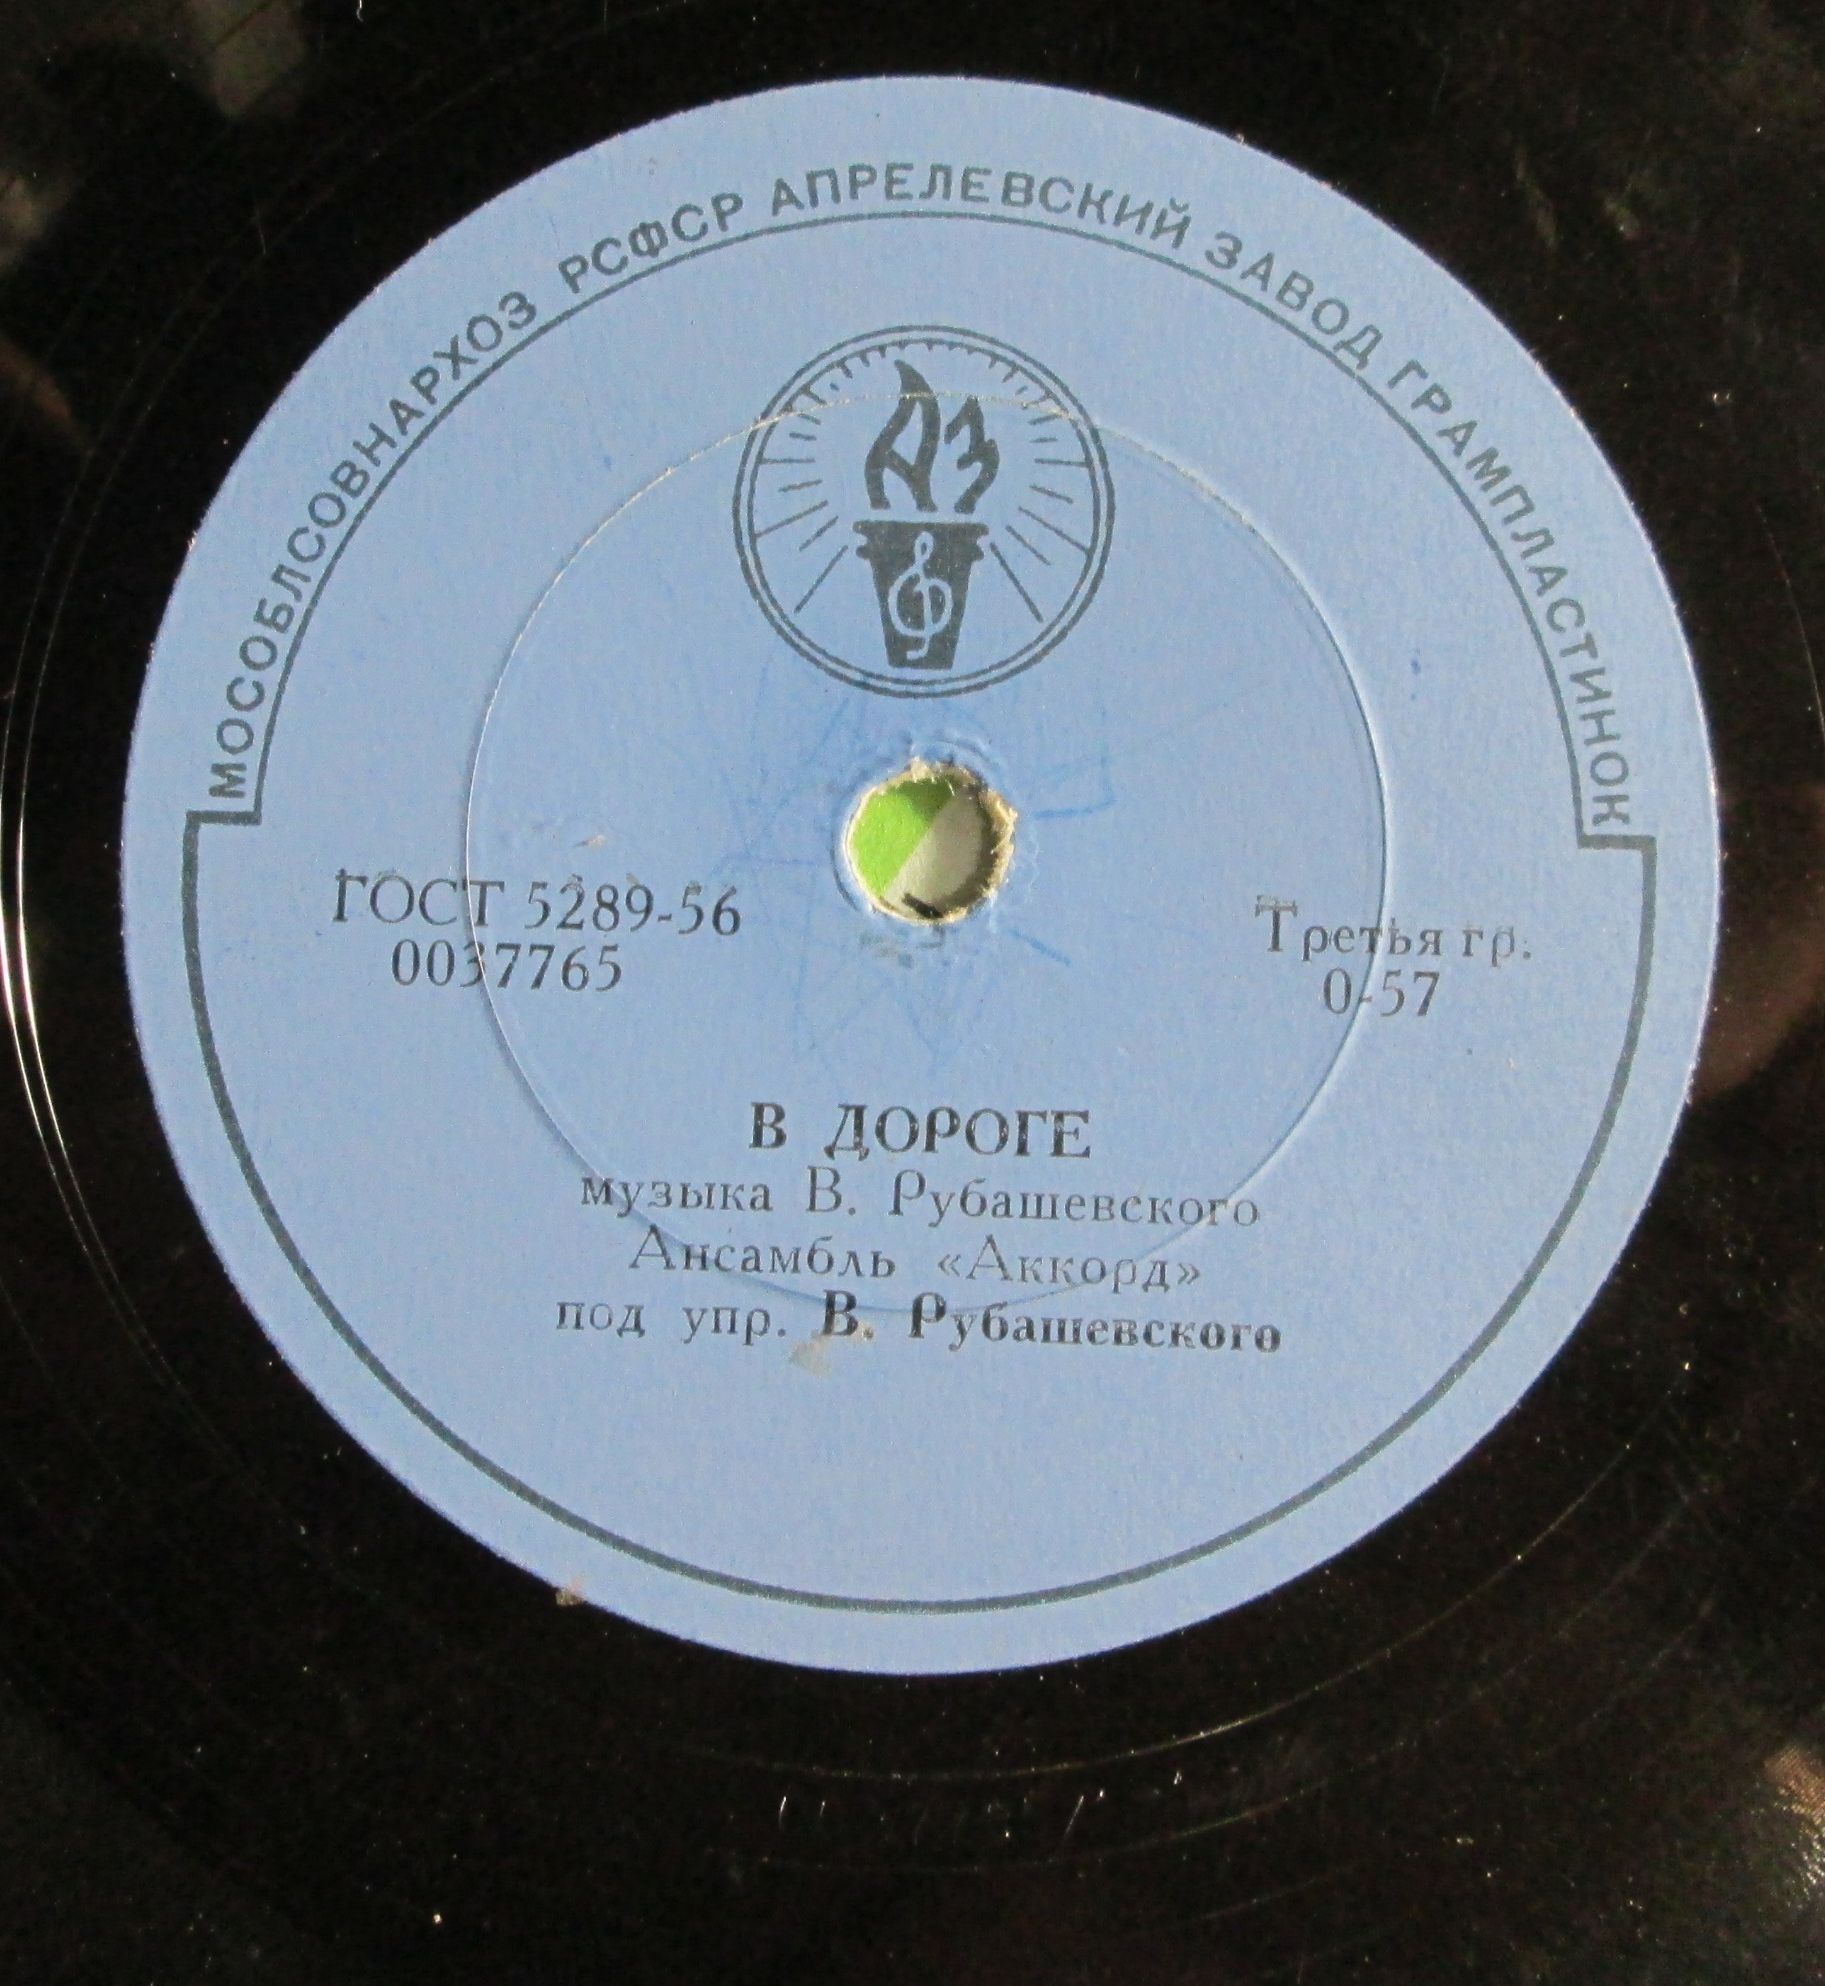 МОСОБЛСОВНАРХОЗ РСФСР АПРЕЛЕВСКИЙ ЗАВОД ГРАМПЛАСТИНОК
АЗ
ГОСТ 5289-56
0037765
Третья гр.
0-57
В ДОРОГЕ
музыка В. Рубашевского
Ансамбль «Аккорд»
под упр. В. Рубашевского